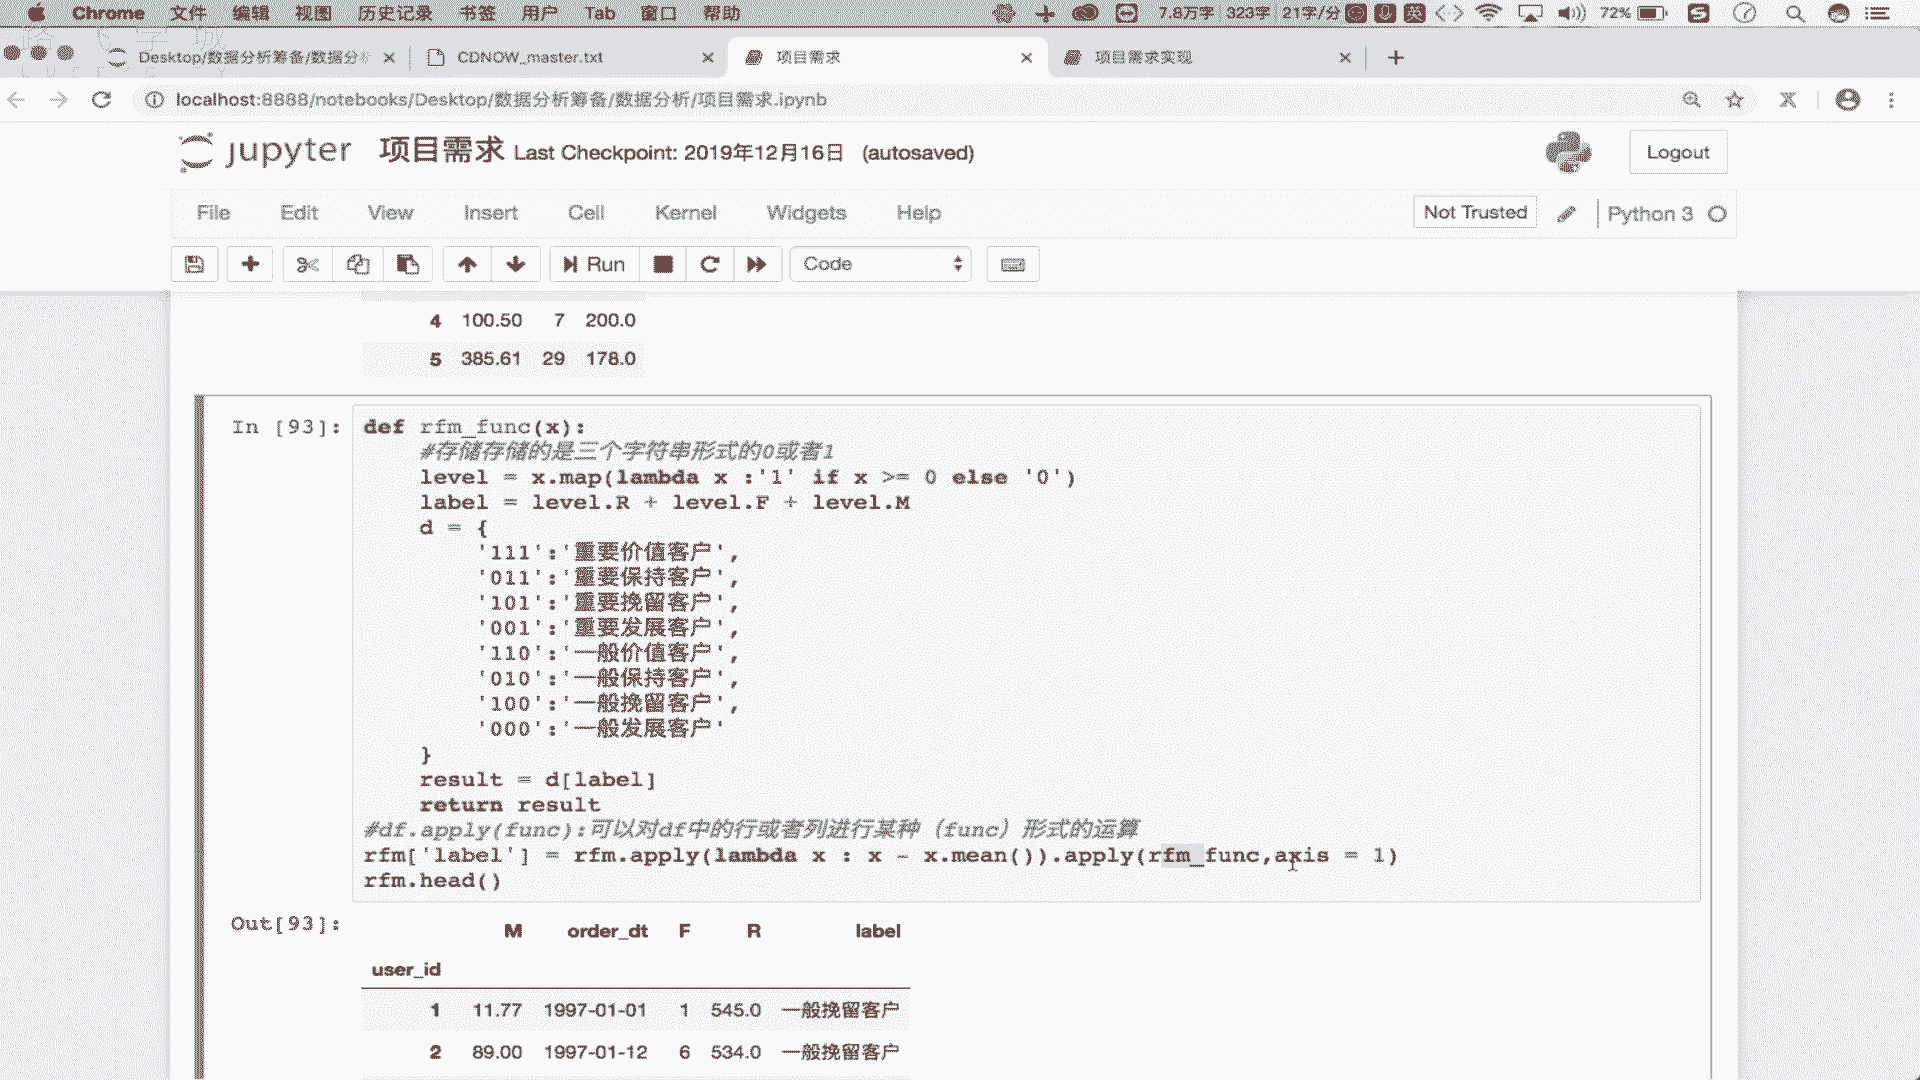 Chrome 文件 编辑 视图 历史记录 书签 用户 Tab 窗口 帮助 7.8万字 323字 21字/分 英 72%
Desktop/数据分析筹备/数据分 CDNOW_master.txt 项目需求 项目需求实现
localhost:8888/notebooks/Desktop/数据分析筹备/数据分析/项目需求.ipynb
jupyter 项目需求 Last Checkpoint: 2019年12月16日 (autosaved) Logout
File Edit View Insert Cell Kernel Widgets Help Not Trusted Python 3
Run Code
4 100.50 7 200.0
5 385.61 29 178.0
In [93]: def rfm_func(x):
#存储存储的是三个字符串形式的0或者1
level = x.map(lambda x :'1' if x >= 0 else '0')
label = level.R + level.F + level.M
d = {
'111':'重要价值客户',
'011':'重要保持客户',
'101':'重要挽留客户',
'001':'重要发展客户',
'110':'一般价值客户',
'010':'一般保持客户',
'100':'一般挽留客户',
'000':'一般发展客户'
}
result = d[label]
return result
#df.apply(func):可以对df中的行或者列进行某种（func）形式的运算
rfm['label'] = rfm.apply(lambda x : x - x.mean()).apply(rfm_func,axis = 1)
rfm.head()
Out[93]:
M order_dt F R label
user_id
1 11.77 1997-01-01 1 545.0 一般挽留客户
2 89.00 1997-01-12 6 534.0 一般挽留客户